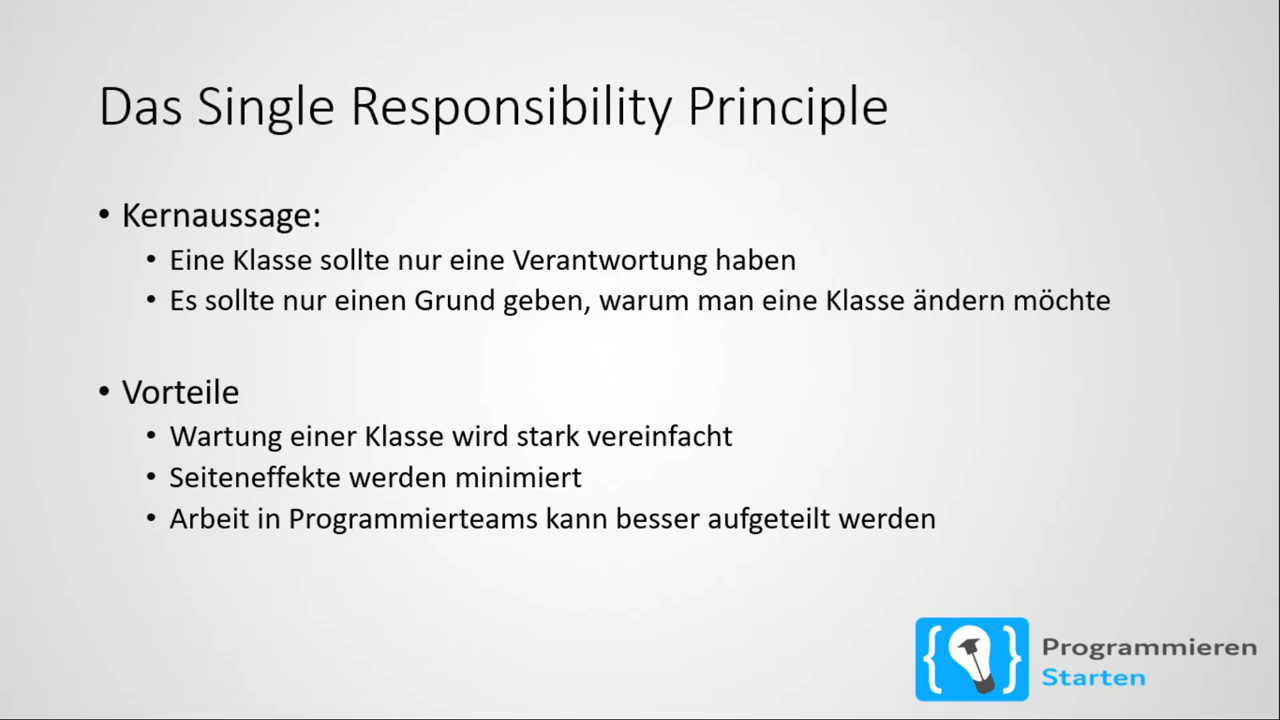 Das Single Responsibility Principle
• Kernaussage:
• Eine Klasse sollte nur eine Verantwortung haben
• Es sollte nur einen Grund geben, warum man eine Klasse ändern möchte
• Vorteile
• Wartung einer Klasse wird stark vereinfacht
• Seiteneffekte werden minimiert
• Arbeit in Programmierteams kann besser aufgeteilt werden
{ }
Programmieren
Starten